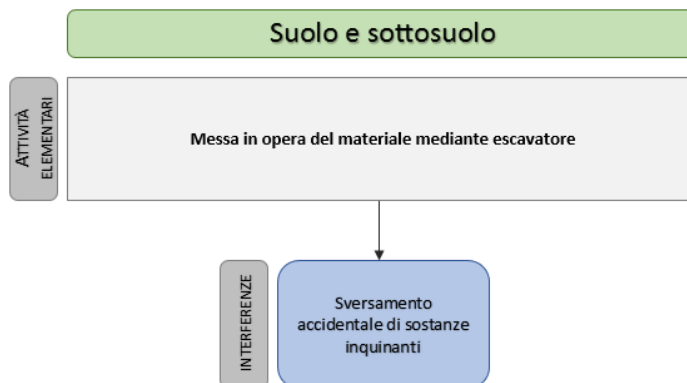 Suolo e sottosuolo
ATTIVITÀ
ELEMENTARI
Messa in opera del materiale mediante escavatore
INTERFERENZE
Sversamento
accidentale di sostanze
inquinanti